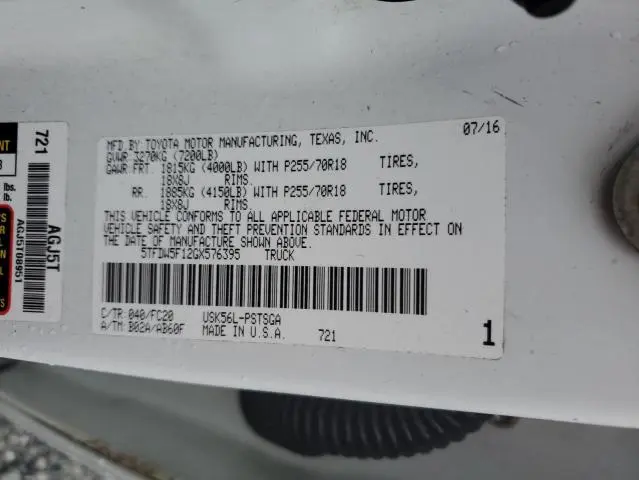 MFD BY TOYOTA MOTOR MANUFACTURING, TEXAS, INC. 07/16
GVWR 3270KG (7200LB)
GAWR FRT 1815KG (4000LB) WITH P255/70R18 TIRES,
18X8J RIMS
RR. 1885KG (4150LB) WITH P255/70R18 TIRES,
18X8J RIMS
THIS VEHICLE CONFORMS TO ALL APPLICABLE FEDERAL MOTOR
VEHICLE SAFETY AND THEFT PREVENTION STANDARDS IN EFFECT ON
THE DATE OF MANUFACTURE SHOWN ABOVE.
5TFDW5F12GX576395 TRUCK
C/TR: 040/FC20 USK56L-PSTSGA
A/TM: B02A/AB60F MADE IN U.S.A. 721
1
721
AGJ5T
AGJ5T08951
lbs.
lb.